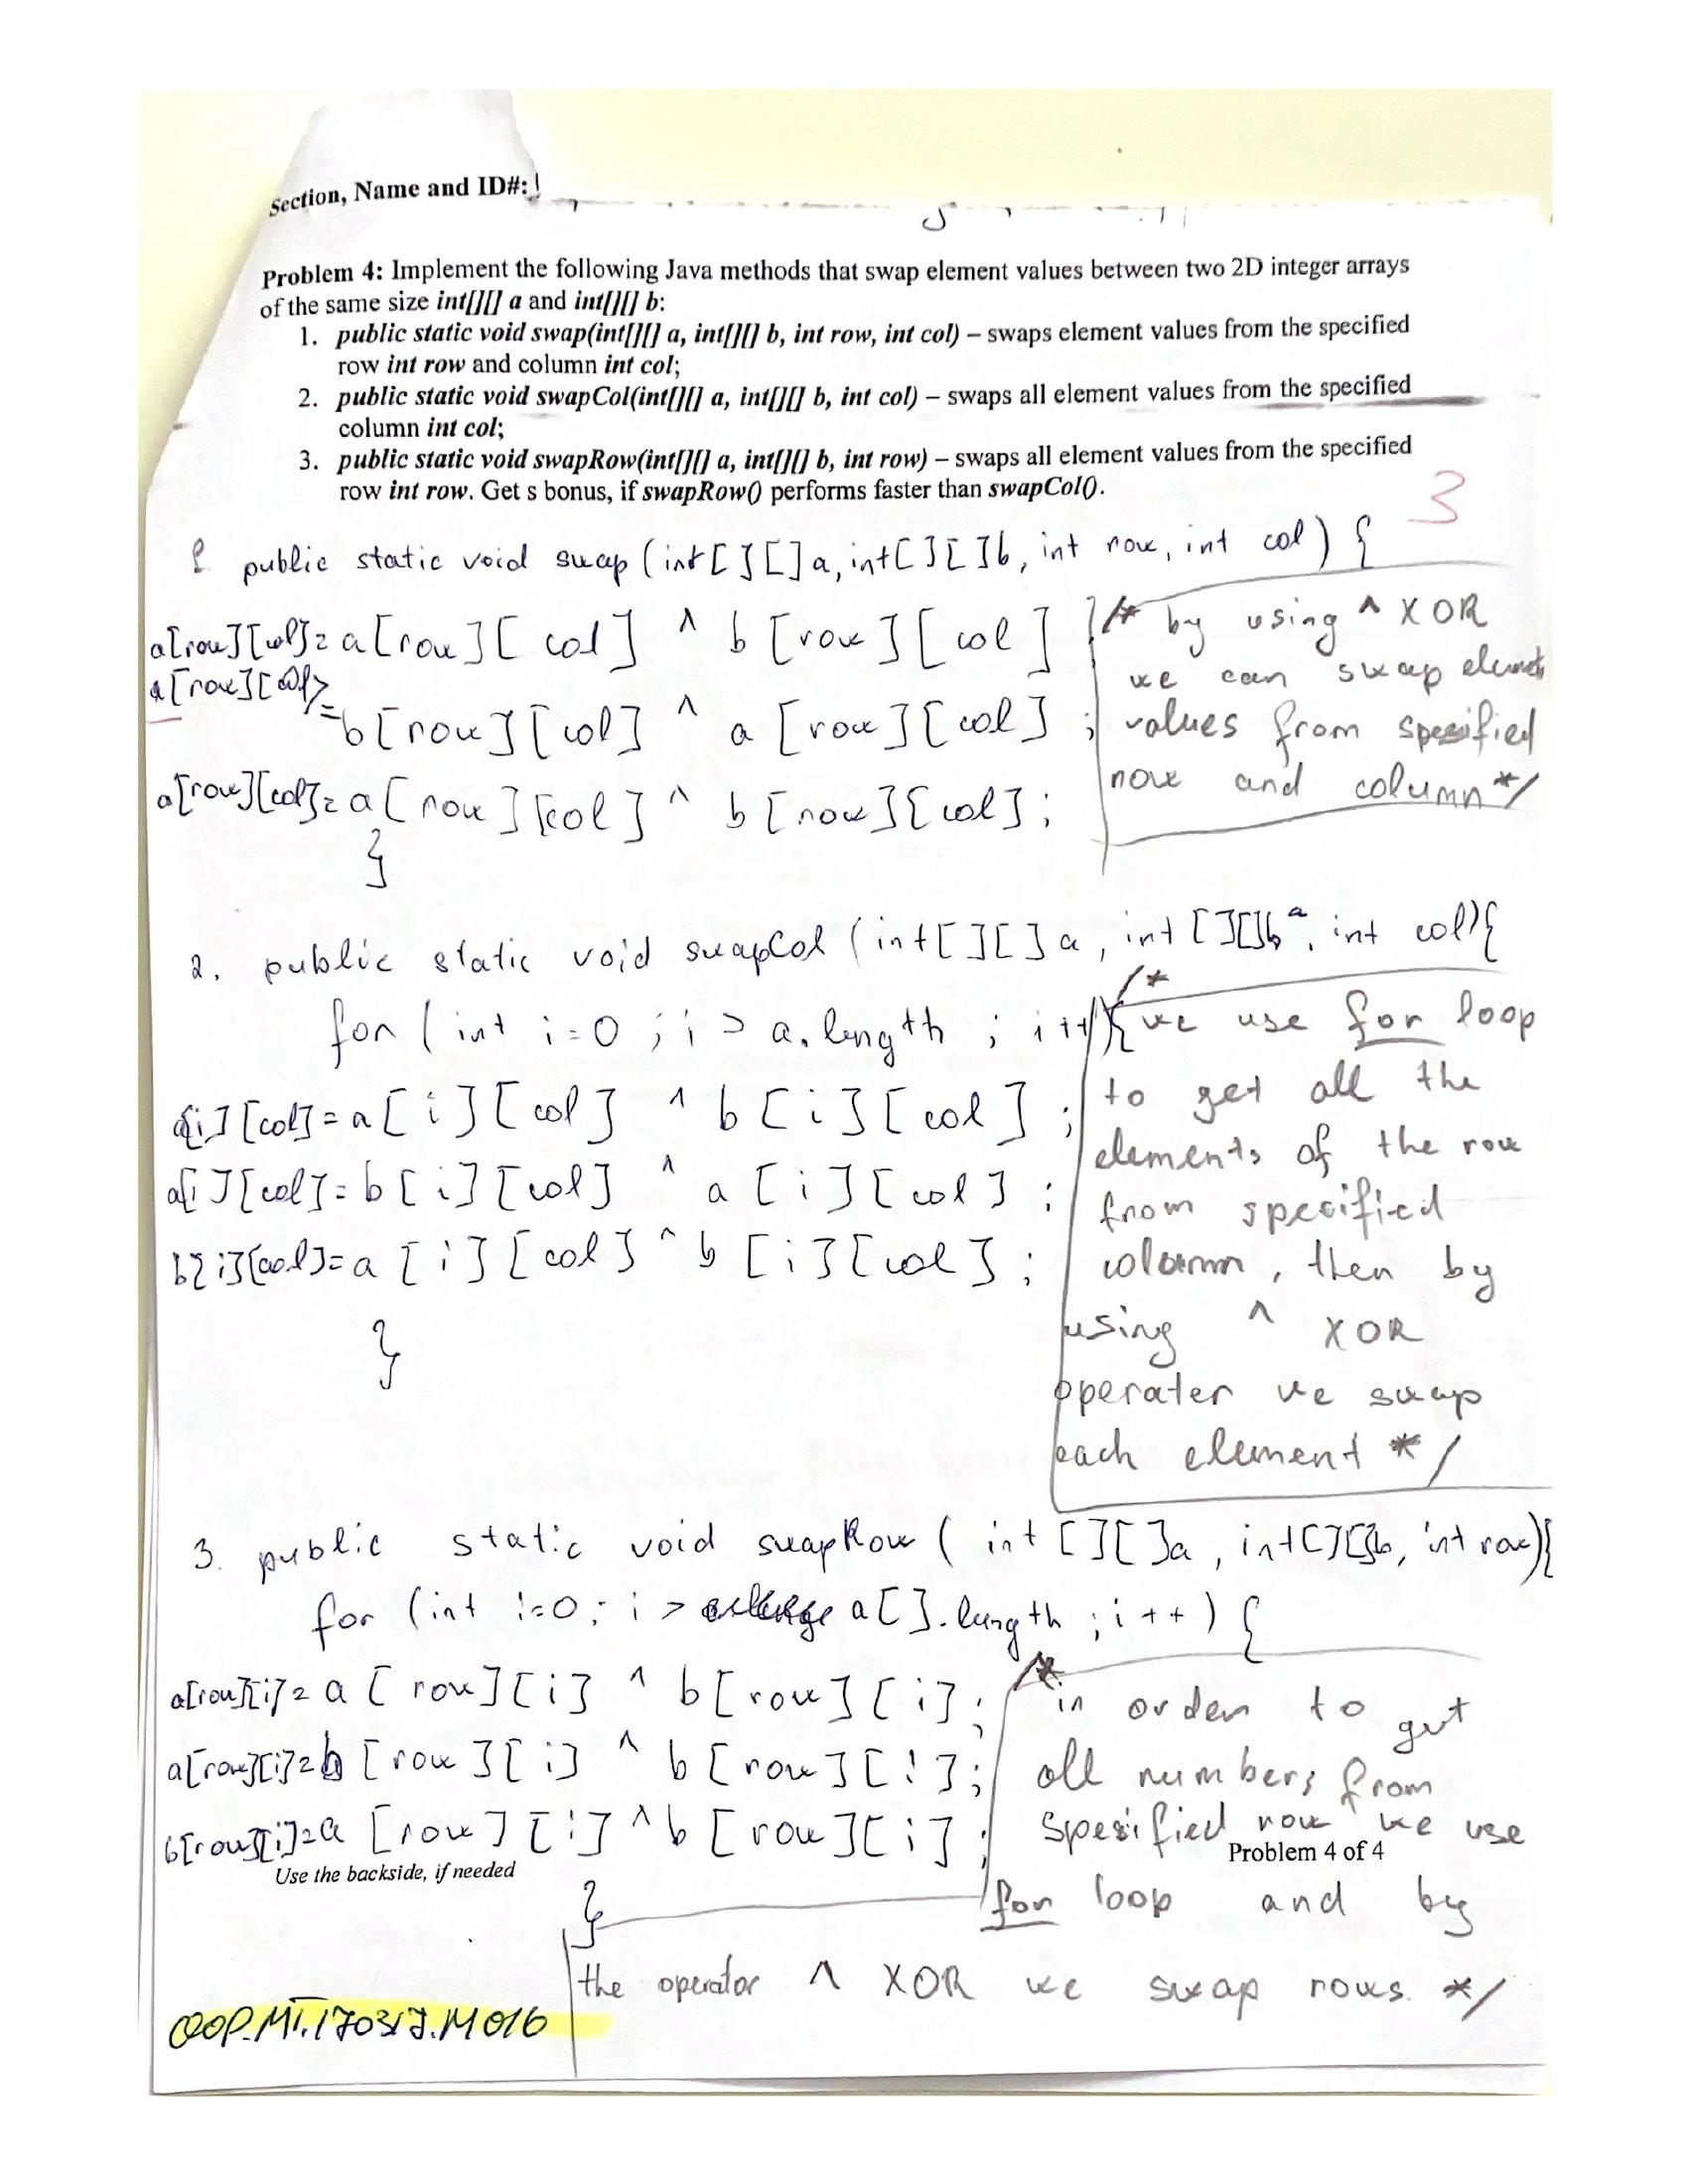 Section, Name and ID#:
Problem 4: Implement the following Java methods that swap element values between two 2D integer arrays
of the same size int[][] a and int[][] b:
1. public static void swap(int[][] a, int[][] b, int row, int col) – swaps element values from the specified
row int row and column int col;
2. public static void swapCol(int[][] a, int[][] b, int col) – swaps all element values from the specified
column int col;
3. public static void swapRow(int[][] a, int[][] b, int row) – swaps all element values from the specified
row int row. Get s bonus, if swapRow() performs faster than swapCol().
3
public static void swap (int[][]a, int[][]b, int row, int col) {
a[row][col]=a[row][col] ^ b[row][col]
a[row][col]
= b[row][col] ^ a[row][col];
a[row][col]=a[row][col] ^ b[row][col];
}
/* by using ^ XOR
we can swap elements
values from spesified
row and column */
2. public static void swapCol (int[][]a, int[][]b, int col){
for (int i=0; i > a.length; i++){
a[i][col]=a[i][col] ^ b[i][col];
a[i][col]=b[i][col] ^ a[i][col];
b[i][col]=a[i][col] ^ b[i][col];
}
/*
we use for loop
to get all the
elements of the row
from specified
column, then by
using ^ XOR
operater we swap
each element */
3. public static void swapRow (int[][]a, int[][]b, int row){
for (int i=0; i > a[].length; i++) {
a[row][i]=a[row][i] ^ b[row][i];
a[row][i]=b[row][i] ^ b[row][i];
b[row][i]=a[row][i] ^ b[row][i];
Use the backside, if needed
}
/*
in order to get
all numbers from
spesified row we use
Problem 4 of 4
for loop and by
the operator ^ XOR we swap rows. */
OOP.MT.170317.M016